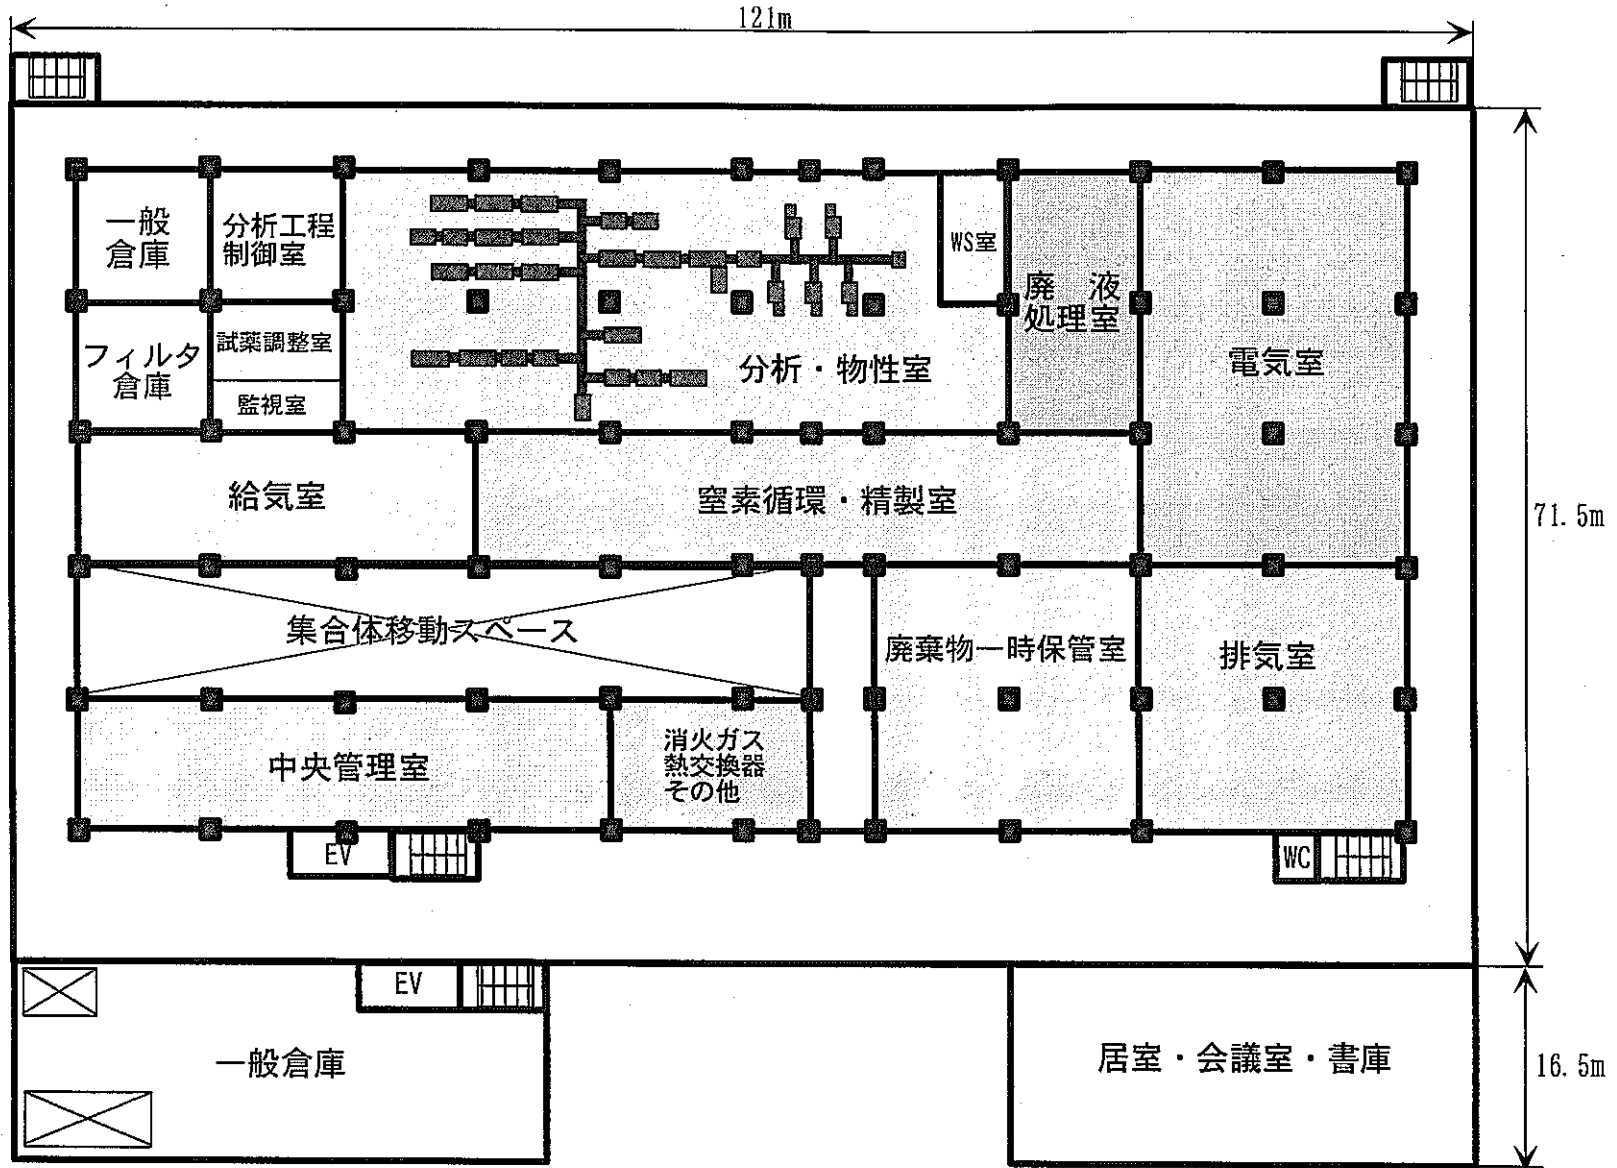 121m
一般
倉庫
分析工程
制御室
WS室
廃 液
処理室
フィルタ
倉庫
試薬調整室
監視室
分析・物性室
電気室
給気室
窒素循環・精製室
71.5m
集合体移動スペース
廃棄物一時保管室
排気室
中央管理室
消火ガス
熱交換器
その他
EV
WC
EV
一般倉庫
居室・会議室・書庫
16.5m